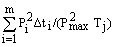 m
∑ P_i^2 Δt_i /(P_max^2 T_j)
i=1